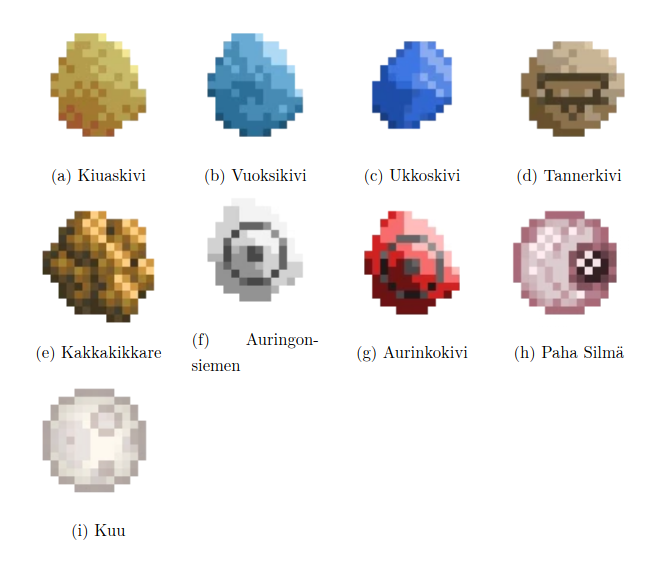 (a) Kiuaskivi
(b) Vuoksikivi
(c) Ukkoskivi
(d) Tannerkivi
(e) Kakkakikkare
(f) Auringon-
siemen
(g) Aurinkokivi
(h) Paha Silmä
(i) Kuu